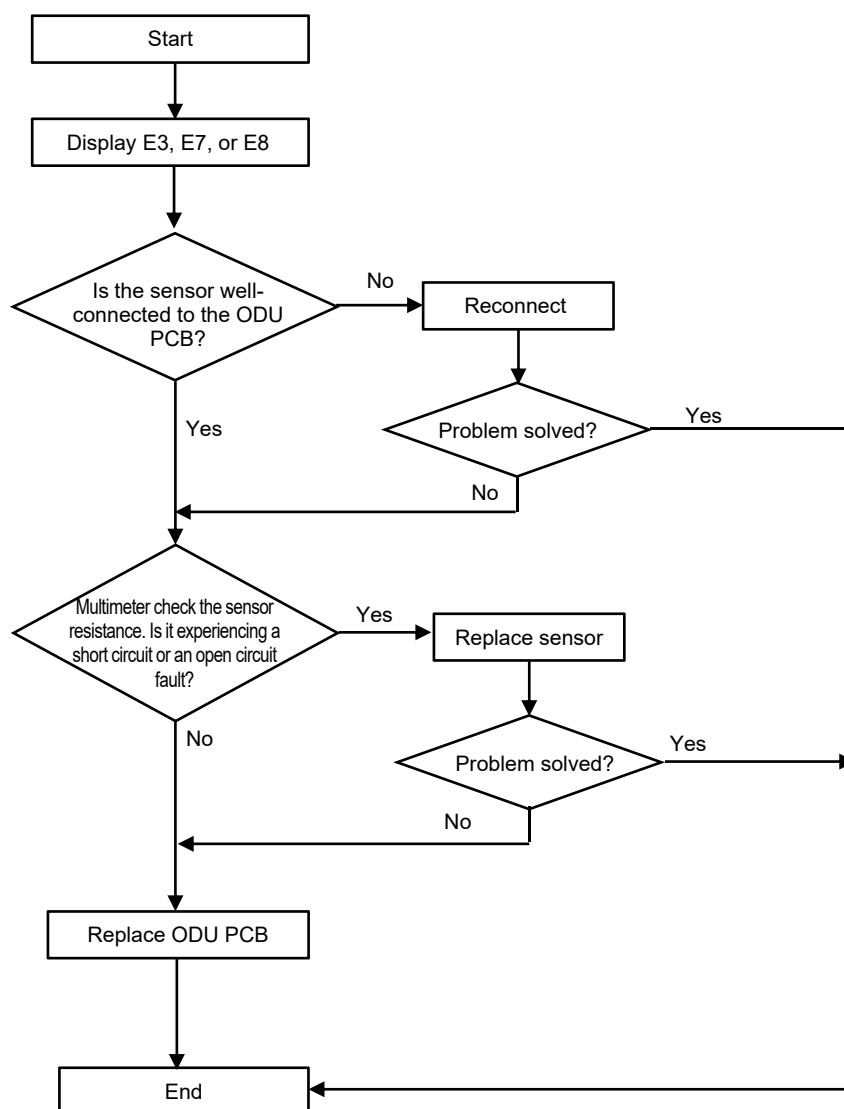 Start
Display E3, E7, or E8
Is the sensor well-
connected to the ODU
PCB?
No
Reconnect
Yes
Problem solved?
Yes
No
Multimeter check the sensor
resistance. Is it experiencing a
short circuit or an open circuit
fault?
Yes
Replace sensor
No
Problem solved?
Yes
No
Replace ODU PCB
End